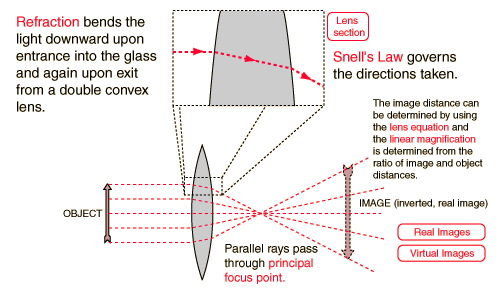 Refraction bends the
light downward upon
entrance into the glass
and again upon exit
from a double convex
lens.
Lens
section
Snell's Law governs
the directions taken.
The image distance can
be determined by using
the lens equation and
the linear magnification
is determined from the
ratio of image and object
distances.
OBJECT
IMAGE (inverted, real image)
Real Images
Virtual Images
Parallel rays pass
through principal
focus point.